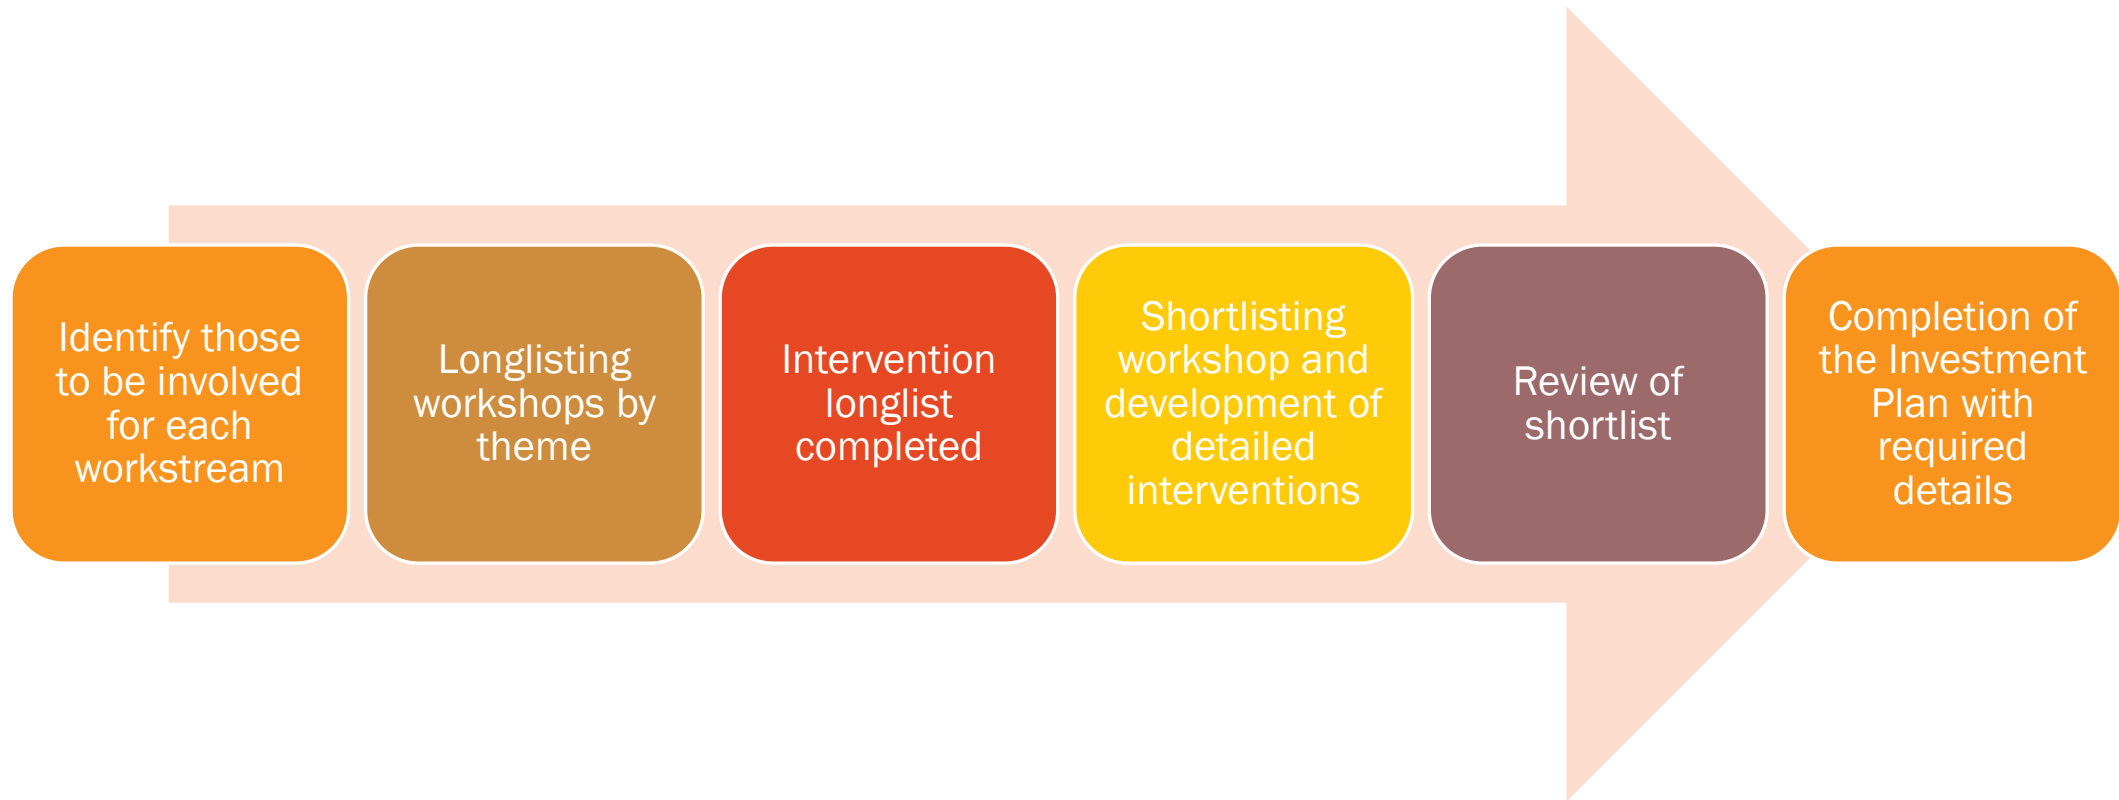 Identify those
to be involved
for each
workstream
Longlisting
workshops by
theme
Intervention
longlist
completed
Shortlisting
workshop and
development of
detailed
interventions
Review of
shortlist
Completion of
the Investment
Plan with
required
details